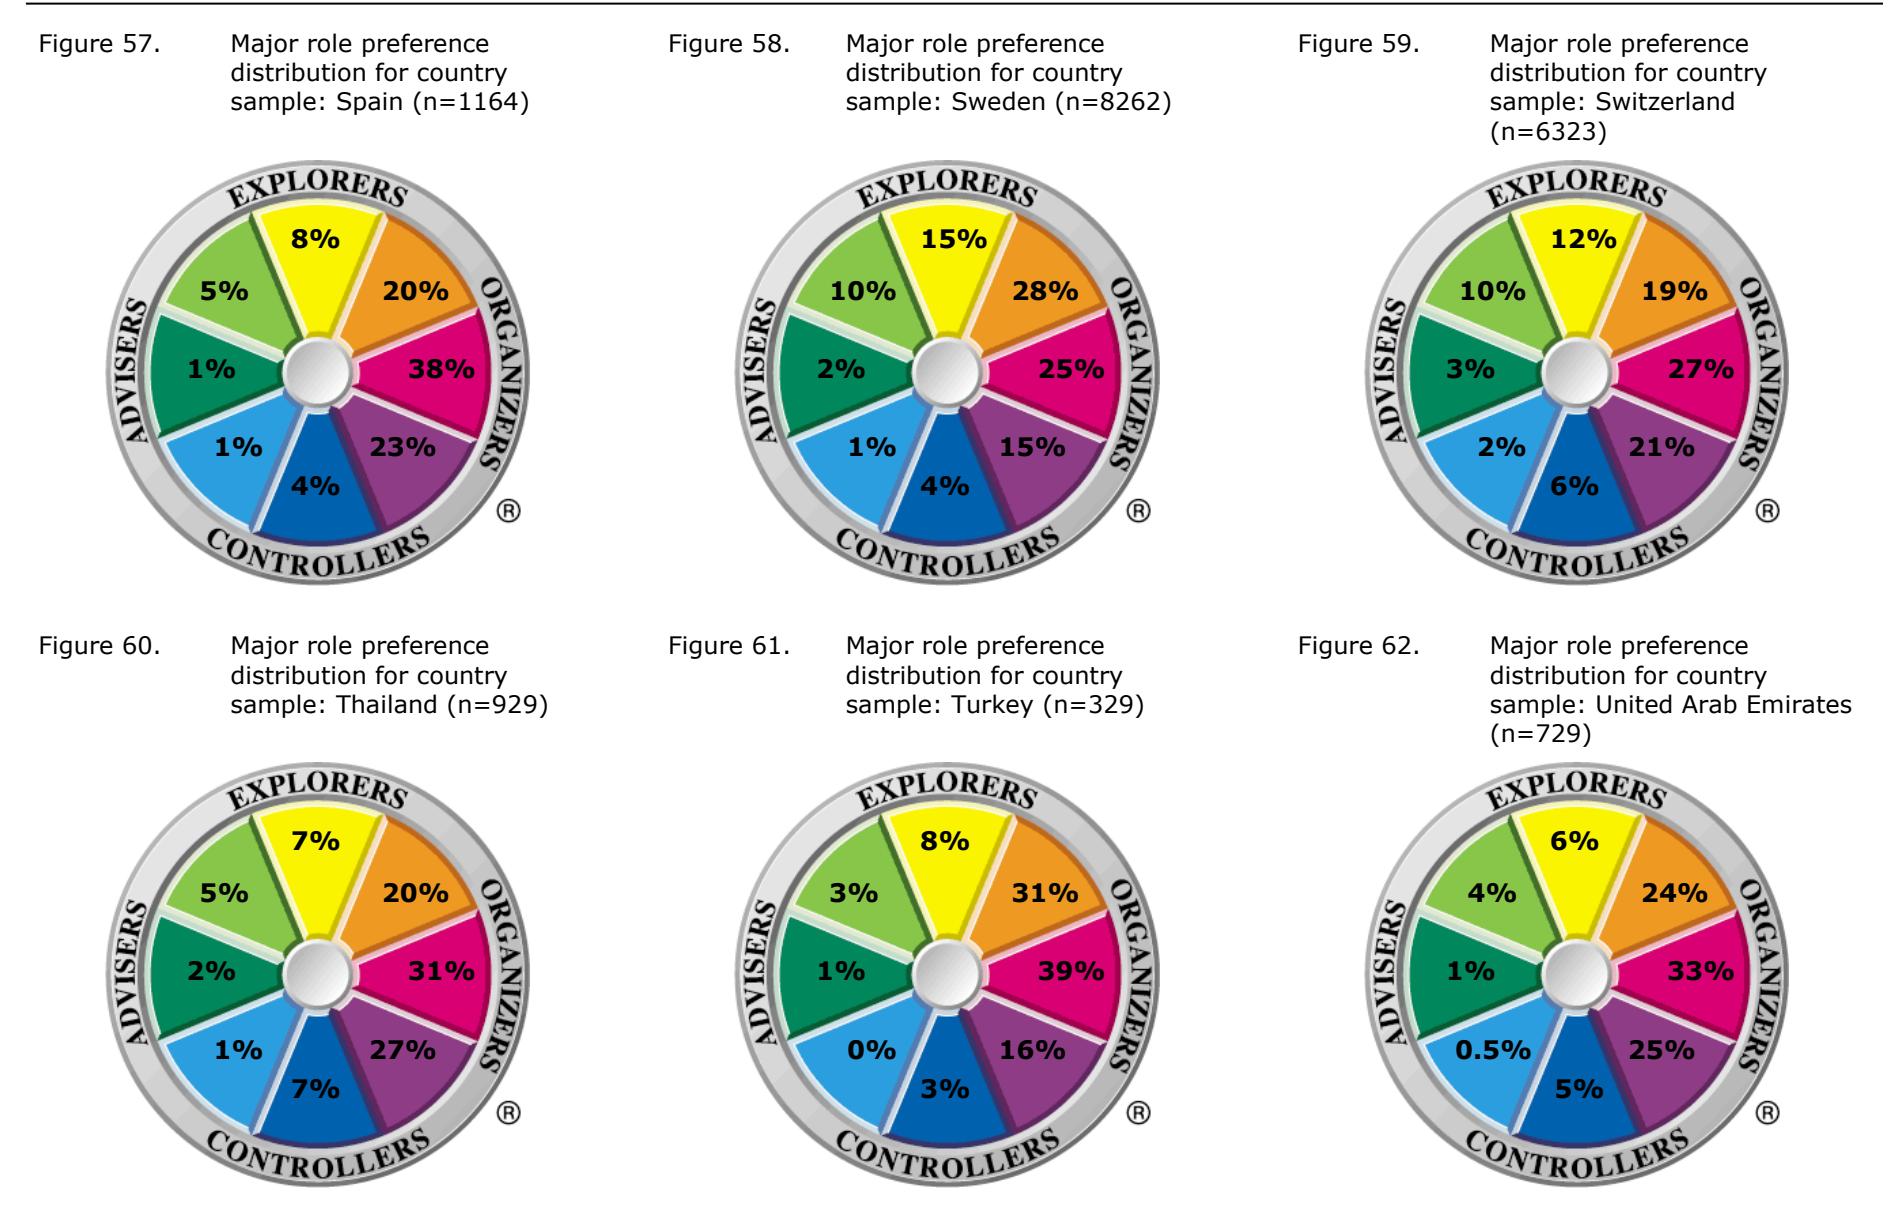 Figure 57.
Major role preference
distribution for country
sample: Spain (n=1164)
EXPLORERS
ORGANIZERS
CONTROLLERS
ADVISERS
8%
20%
38%
23%
4%
1%
1%
5%
®
Figure 58.
Major role preference
distribution for country
sample: Sweden (n=8262)
EXPLORERS
ORGANIZERS
CONTROLLERS
ADVISERS
15%
28%
25%
15%
4%
1%
2%
10%
®
Figure 59.
Major role preference
distribution for country
sample: Switzerland
(n=6323)
EXPLORERS
ORGANIZERS
CONTROLLERS
ADVISERS
12%
19%
27%
21%
6%
2%
3%
10%
®
Figure 60.
Major role preference
distribution for country
sample: Thailand (n=929)
EXPLORERS
ORGANIZERS
CONTROLLERS
ADVISERS
7%
20%
31%
27%
7%
1%
2%
5%
®
Figure 61.
Major role preference
distribution for country
sample: Turkey (n=329)
EXPLORERS
ORGANIZERS
CONTROLLERS
ADVISERS
8%
31%
39%
16%
3%
0%
1%
3%
®
Figure 62.
Major role preference
distribution for country
sample: United Arab Emirates
(n=729)
EXPLORERS
ORGANIZERS
CONTROLLERS
ADVISERS
6%
24%
33%
25%
5%
0.5%
1%
4%
®